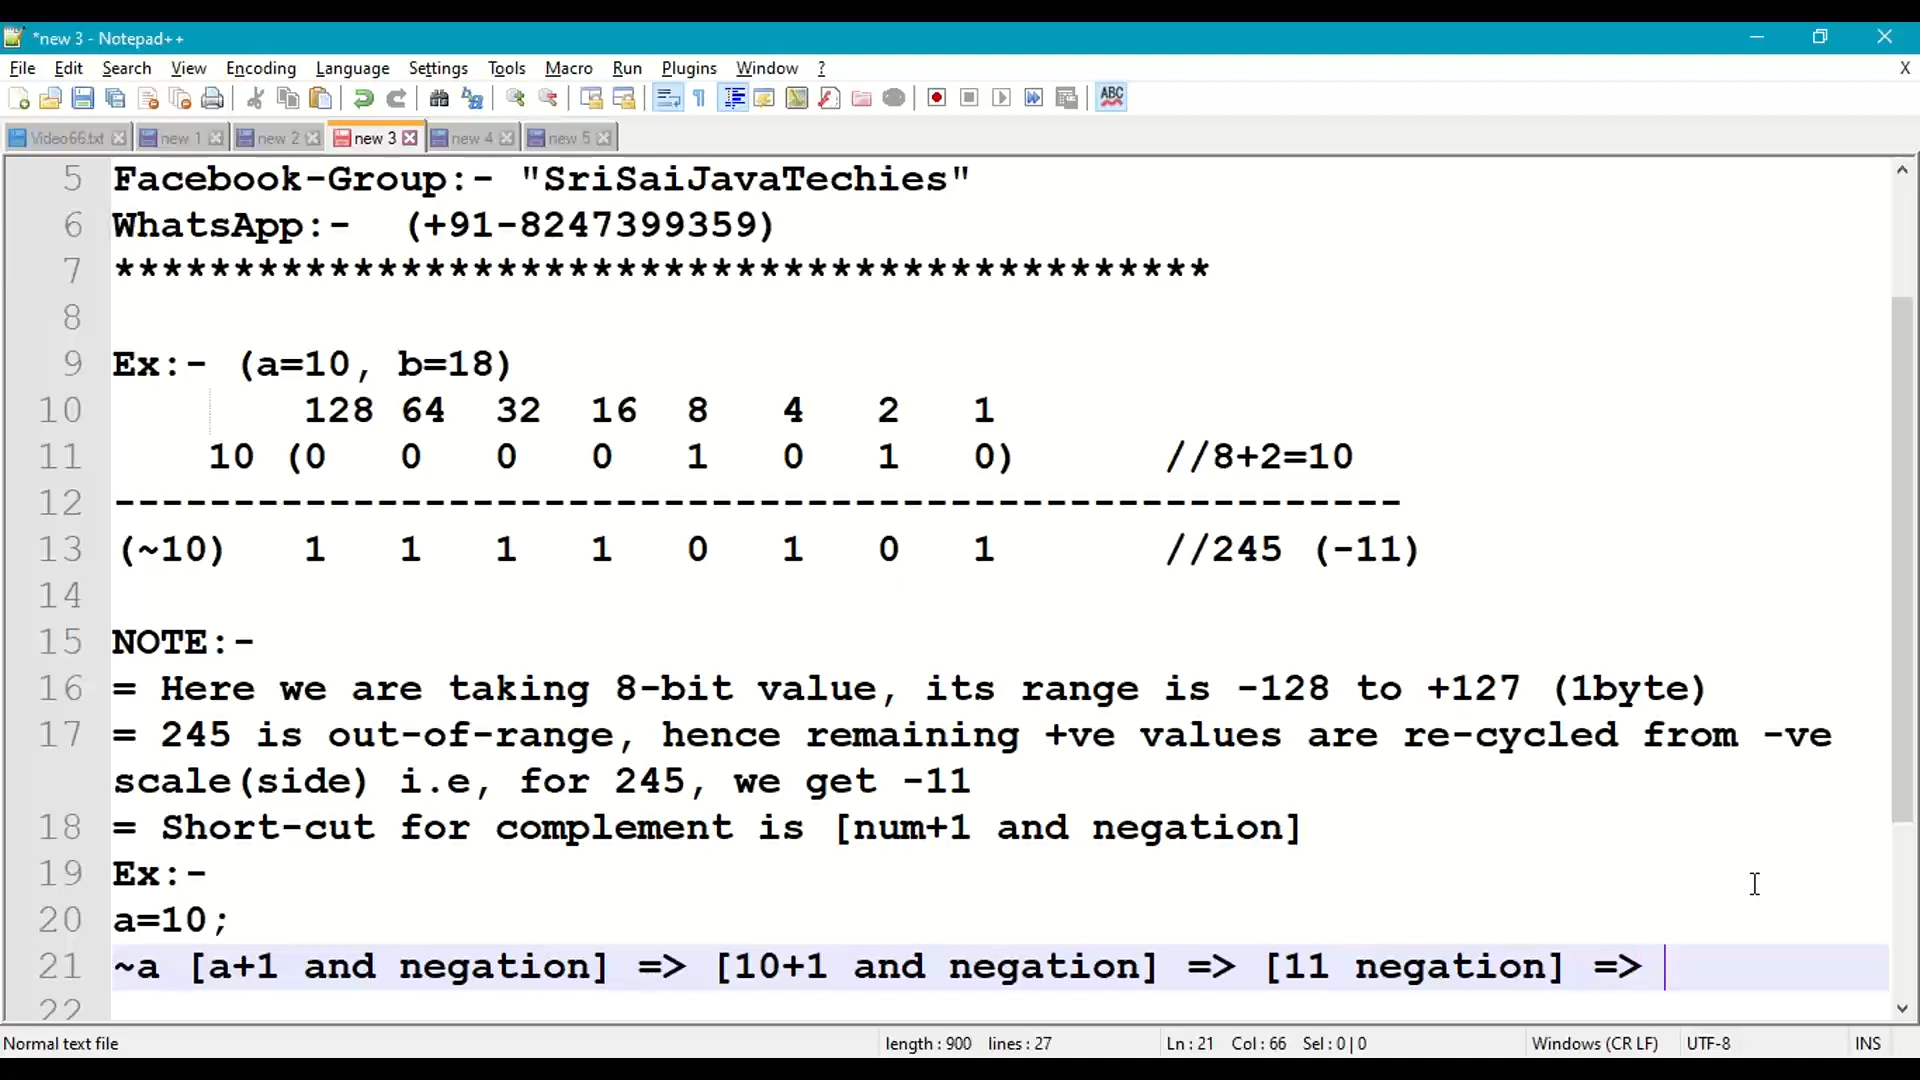 *new 3 - Notepad++
File Edit Search View Encoding Language Settings Tools Macro Run Plugins Window ? X
ABC
Video66.txt new 1 new 2 new 3 new 4 new 5
5 Facebook-Group:- "SriSaiJavaTechies"
6 WhatsApp:- (+91-8247399359)
7 **********************************************
8
9 Ex:- (a=10, b=18)
10 128 64 32 16 8 4 2 1
11 10 (0 0 0 0 1 0 1 0) //8+2=10
12 ------------------------------------------------------
13 (~10) 1 1 1 1 0 1 0 1 //245 (-11)
14
15 NOTE:-
16 = Here we are taking 8-bit value, its range is -128 to +127 (1byte)
17 = 245 is out-of-range, hence remaining +ve values are re-cycled from -ve
scale(side) i.e, for 245, we get -11
18 = Short-cut for complement is [num+1 and negation]
19 Ex:-
20 a=10;
21 ~a [a+1 and negation] => [10+1 and negation] => [11 negation] =>
22
Normal text file length : 900 lines : 27 Ln : 21 Col : 66 Sel : 0 | 0 Windows (CR LF) UTF-8 INS